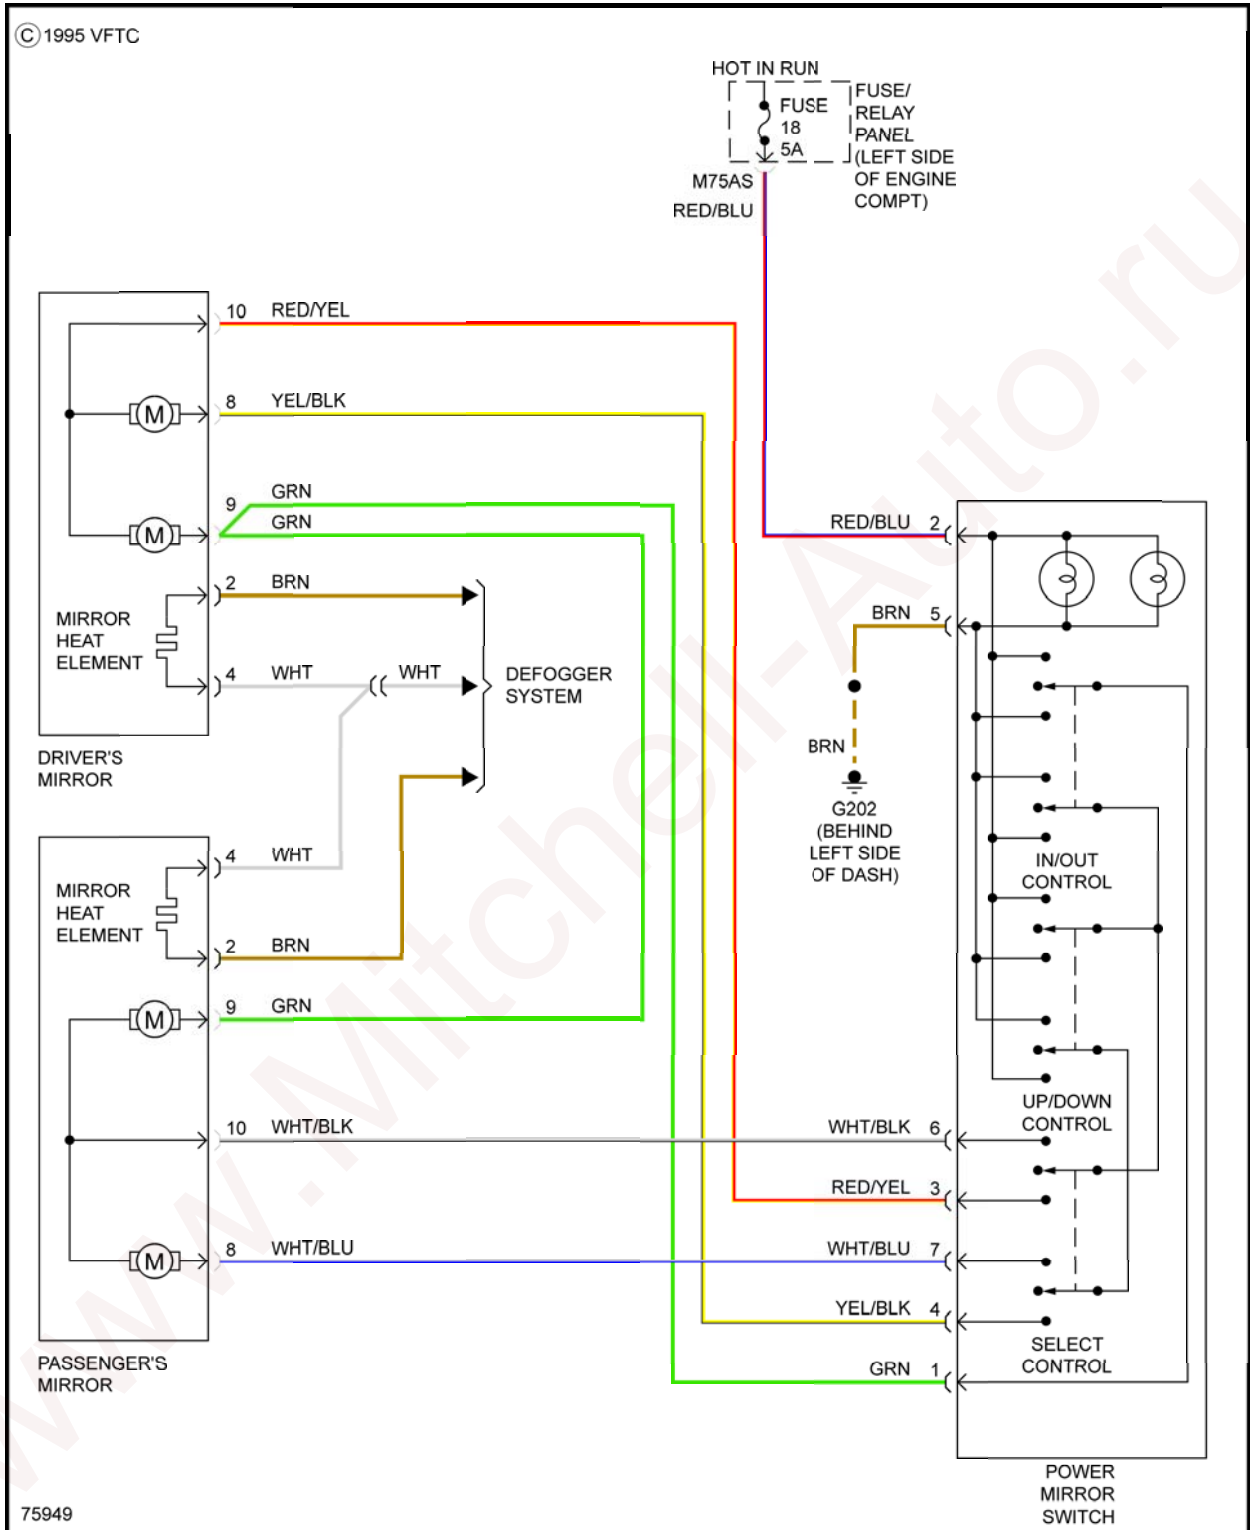 © 1995 VFTC
HOT IN RUN
FUSE
18
5A
FUSE/
RELAY
PANEL
(LEFT SIDE
OF ENGINE
COMPT)
M75AS
RED/BLU
10 RED/YEL
8 YEL/BLK
9 GRN
GRN
2 BRN
MIRROR
HEAT
ELEMENT
4 WHT
WHT
DEFOGGER
SYSTEM
DRIVER'S
MIRROR
RED/BLU 2
BRN 5
BRN
G202
(BEHIND
LEFT SIDE
OF DASH)
IN/OUT
CONTROL
4 WHT
MIRROR
HEAT
ELEMENT
2 BRN
M
M
M
M
9 GRN
10 WHT/BLK
8 WHT/BLU
PASSENGER'S
MIRROR
UP/DOWN
CONTROL
WHT/BLK 6
RED/YEL 3
WHT/BLU 7
YEL/BLK 4
SELECT
CONTROL
GRN 1
POWER
MIRROR
SWITCH
75949
www.Mitchell-Auto.ru